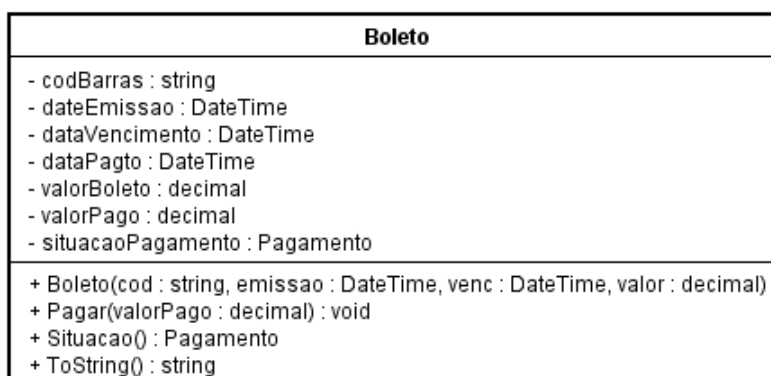 Boleto
- codBarras : string
- dateEmissao : DateTime
- dataVencimento : DateTime
- dataPagto : DateTime
- valorBoleto : decimal
- valorPago : decimal
- situacaoPagamento : Pagamento
+ Boleto(cod : string, emissao : DateTime, venc : DateTime, valor : decimal)
+ Pagar(valorPago : decimal) : void
+ Situacao() : Pagamento
+ ToString() : string